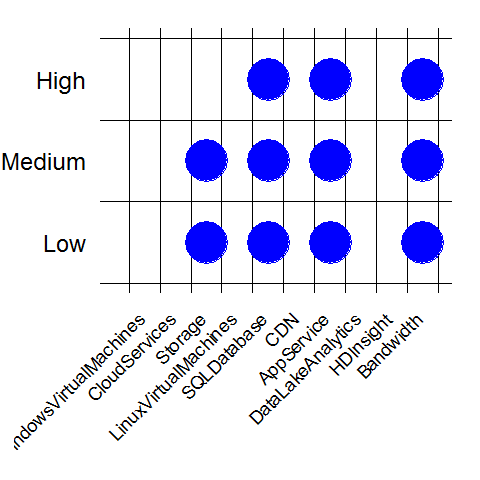 High
Medium
Low
ndowsVirtualMachines
CloudServices
Storage
LinuxVirtualMachines
SQLDatabase
CDN
AppService
DataLakeAnalytics
HDInsight
Bandwidth